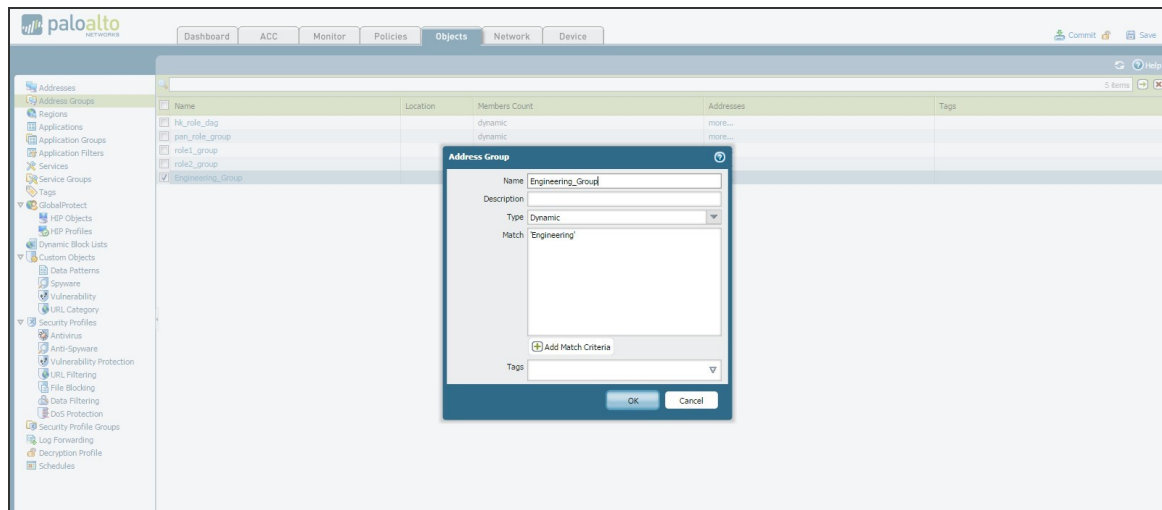 paloalto
NETWORKS
Dashboard ACC Monitor Policies Objects Network Device
Commit Save
Help
5 items
Addresses
Address Groups
Regions
Applications
Application Groups
Application Filters
Services
Service Groups
Tags
GlobalProtect
HIP Objects
HIP Profiles
Dynamic Block Lists
Custom Objects
Data Patterns
Spyware
Vulnerability
URL Category
Security Profiles
Antivirus
Anti-Spyware
Vulnerability Protection
URL Filtering
File Blocking
Data Filtering
DoS Protection
Security Profile Groups
Log Forwarding
Decryption Profile
Schedules
Name Location Members Count Addresses Tags
hk_role_dag dynamic more...
pan_role_group dynamic more...
role1_group
role2_group
Engineering_Group
Address Group
Name Engineering_Group
Description
Type Dynamic
Match 'Engineering'
Add Match Criteria
Tags
OK Cancel